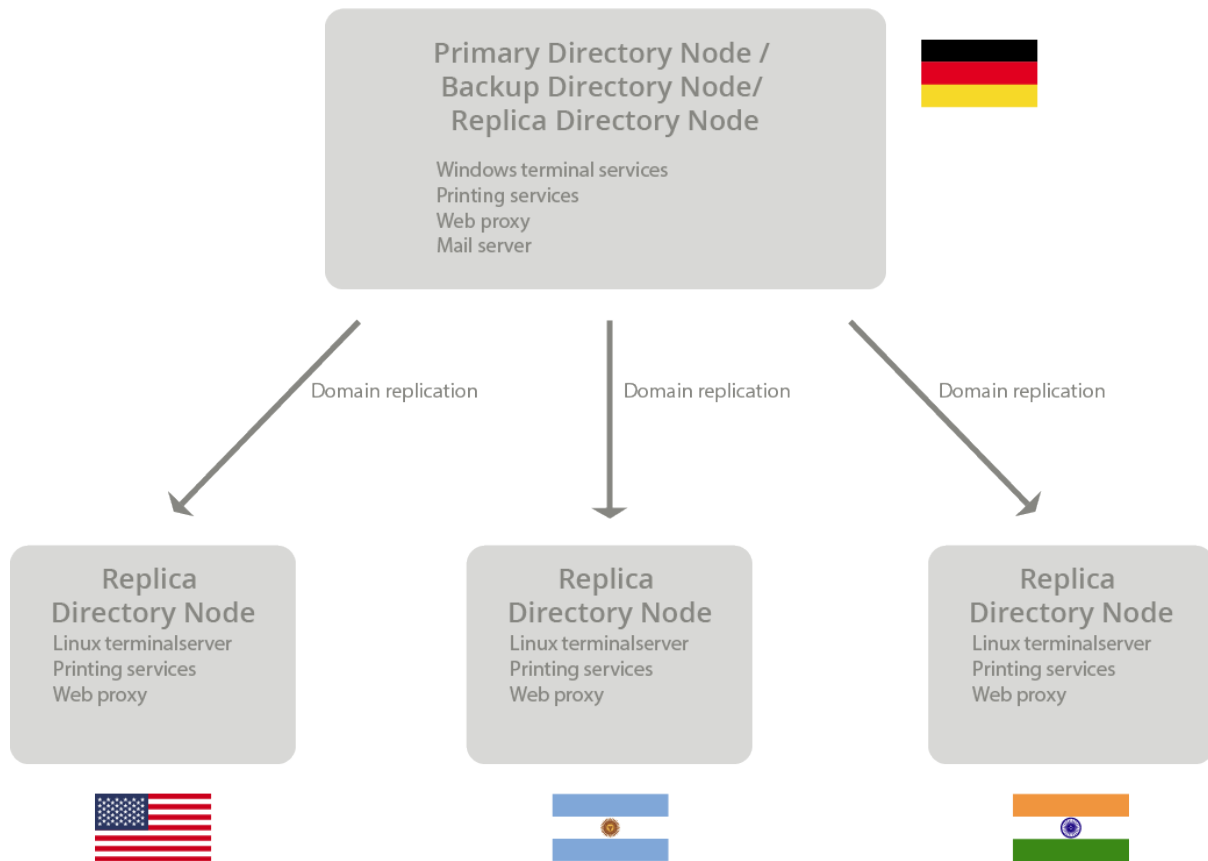 Primary Directory Node /
Backup Directory Node/
Replica Directory Node
Windows terminal services
Printing services
Web proxy
Mail server
Domain replication
Domain replication
Domain replication
Replica
Directory Node
Linux terminalserver
Printing services
Web proxy
Replica
Directory Node
Linux terminalserver
Printing services
Web proxy
Replica
Directory Node
Linux terminalserver
Printing services
Web proxy